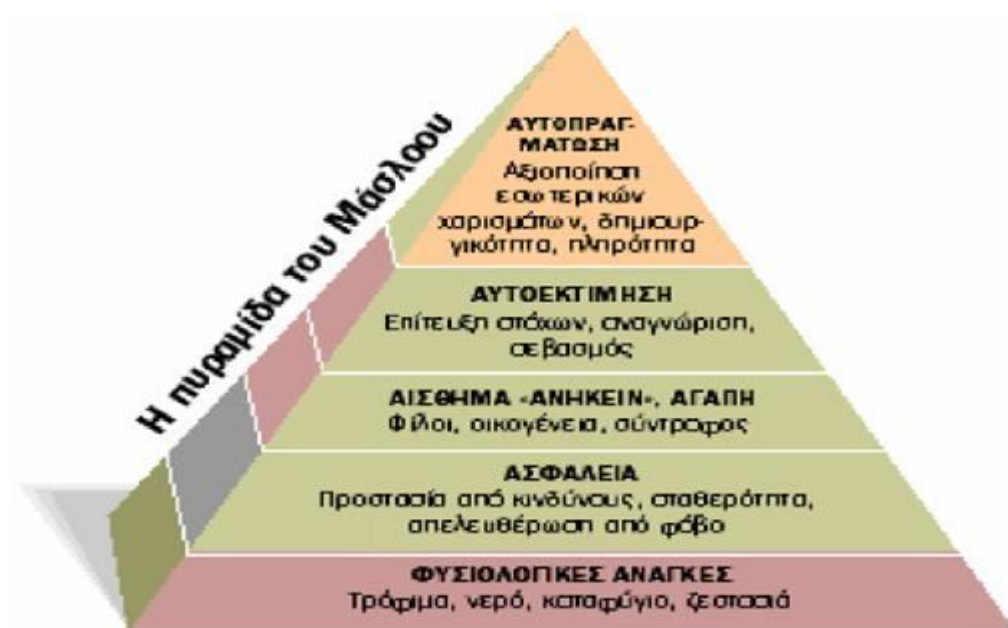 Η πυραμίδα του Μάσλοου
ΑΥΤΟΠΡΑΓ-
ΜΑΤΩΣΗ
Αξιοποίηση
εσωτερικών
χαρισμάτων, δημιουρ-
γικότητα, πληρότητα
ΑΥΤΟΕΚΤΙΜΗΣΗ
Επίτευξη στόχων, αναγνώριση,
σεβασμός
ΑΙΣΘΗΜΑ «ΑΝΗΚΕΙΝ», ΑΓΑΠΗ
Φίλοι, οικογένεια, σύντροφος
ΑΣΦΑΛΕΙΑ
Προστασία από κινδύνους, σταθερότητα,
απελευθέρωση από φόβο
ΦΥΣΙΟΛΟΓΙΚΕΣ ΑΝΑΓΚΕΣ
Τρόφιμα, νερό, καταφύγιο, ζεστασιά